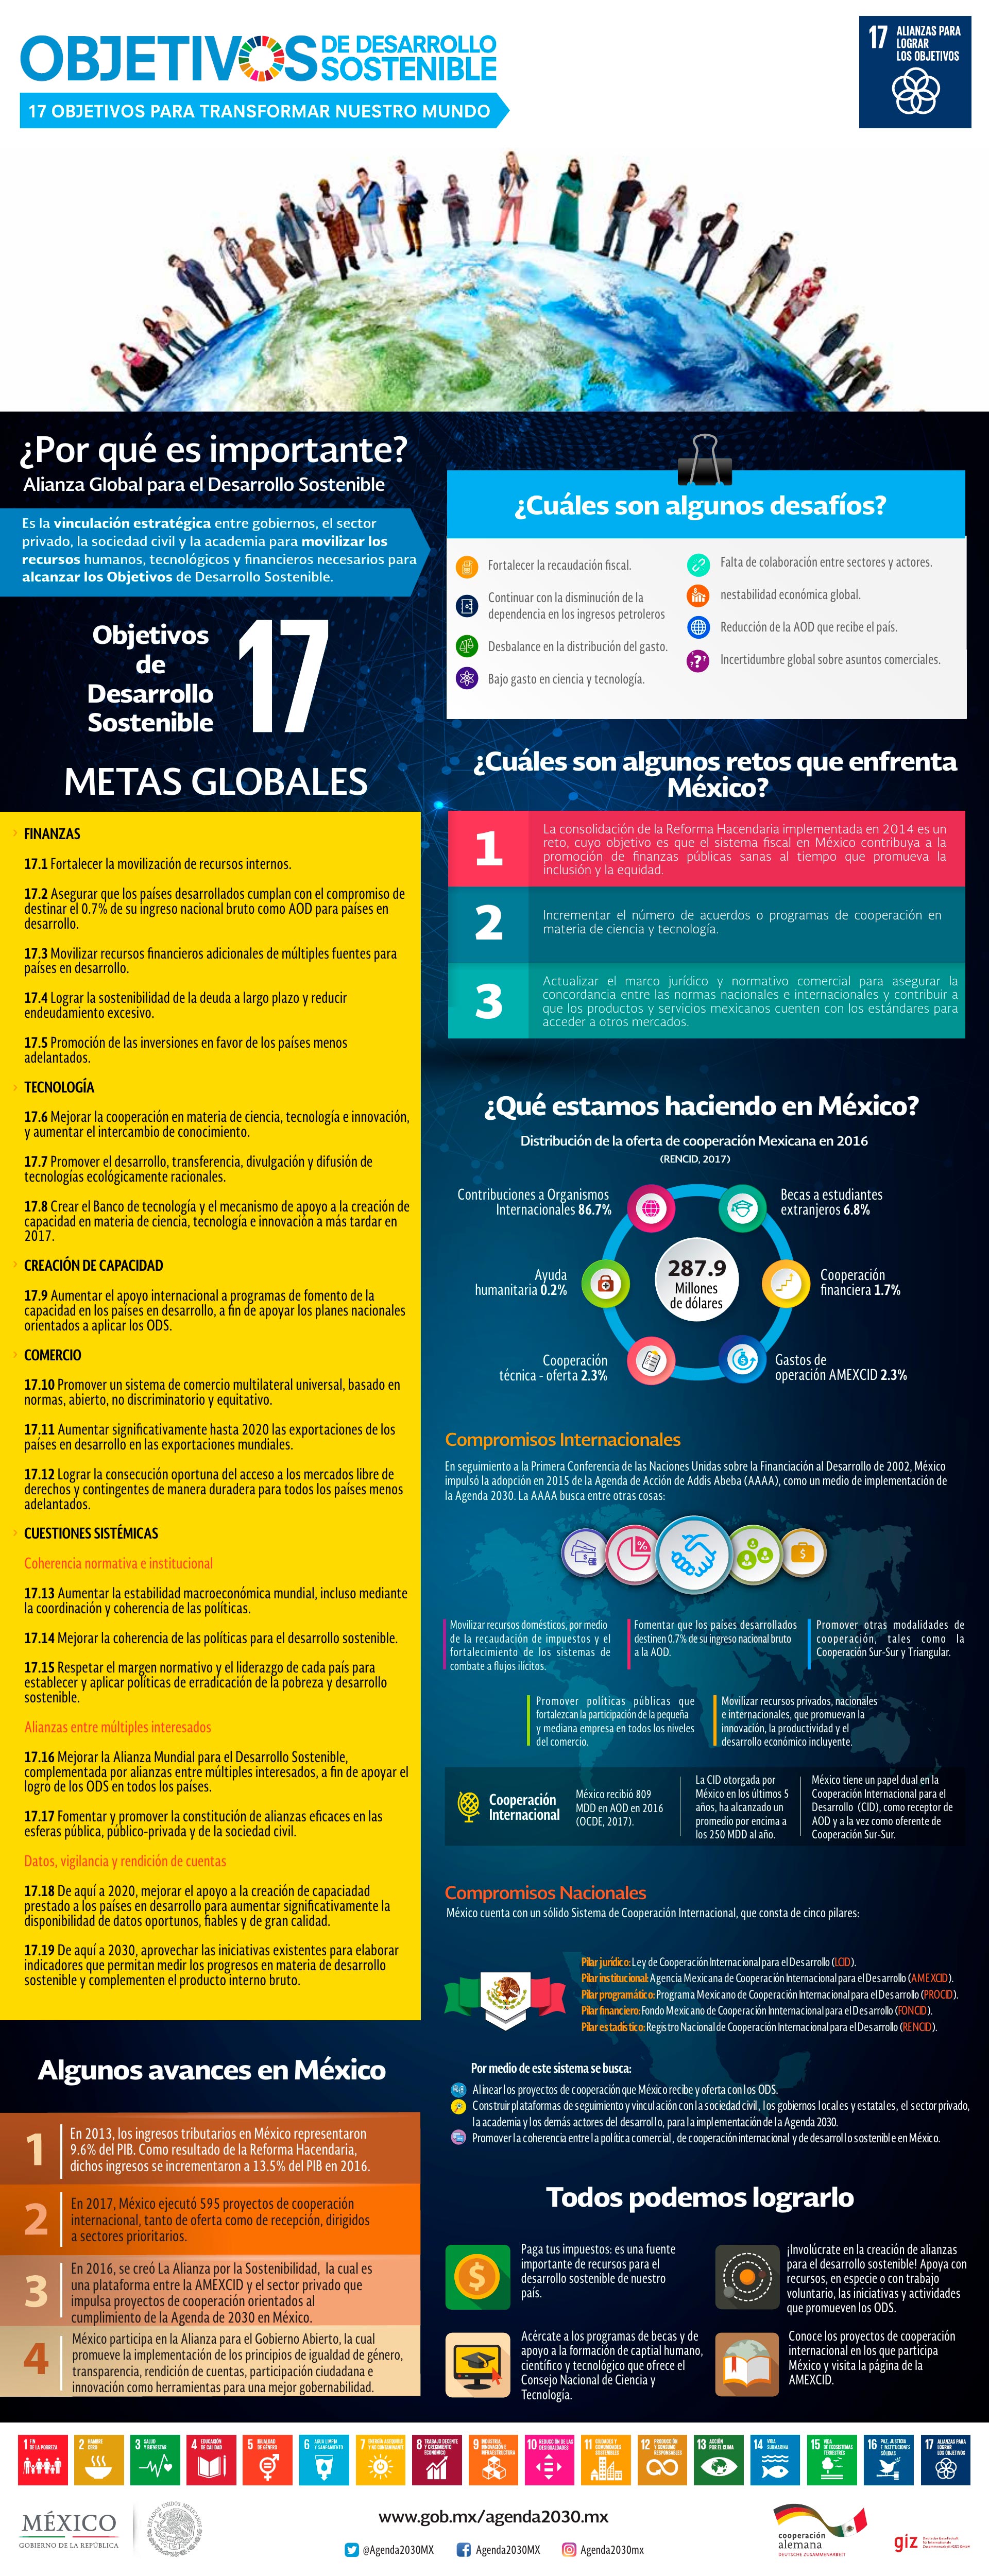 OBJETIVOS DE DESARROLLO
SOSTENIBLE
17 OBJETIVOS PARA TRANSFORMAR NUESTRO MUNDO
17 ALIANZAS PARA
LOGRAR
LOS OBJETIVOS
¿Por qué es importante?
Alianza Global para el Desarrollo Sostenible
Es la vinculación estratégica entre gobiernos, el sector
privado, la sociedad civil y la academia para movilizar los
recursos humanos, tecnológicos y financieros necesarios para
alcanzar los Objetivos de Desarrollo Sostenible.
Objetivos
de
Desarrollo
Sostenible
17
METAS GLOBALES
FINANZAS
17.1 Fortalecer la movilización de recursos internos.
17.2 Asegurar que los países desarrollados cumplan con el compromiso de
destinar el 0.7% de su ingreso nacional bruto como AOD para países en
desarrollo.
17.3 Movilizar recursos financieros adicionales de múltiples fuentes para
países en desarrollo.
17.4 Lograr la sostenibilidad de la deuda a largo plazo y reducir
endeudamiento excesivo.
17.5 Promoción de las inversiones en favor de los países menos
adelantados.
TECNOLOGÍA
17.6 Mejorar la cooperación en materia de ciencia, tecnología e innovación,
y aumentar el intercambio de conocimiento.
17.7 Promover el desarrollo, transferencia, divulgación y difusión de
tecnologías ecológicamente racionales.
17.8 Crear el Banco de tecnología y el mecanismo de apoyo a la creación de
capacidad en materia de ciencia, tecnología e innovación a más tardar en
2017.
CREACIÓN DE CAPACIDAD
17.9 Aumentar el apoyo internacional a programas de fomento de la
capacidad en los países en desarrollo, a fin de apoyar los planes nacionales
orientados a aplicar los ODS.
COMERCIO
17.10 Promover un sistema de comercio multilateral universal, basado en
normas, abierto, no discriminatorio y equitativo.
17.11 Aumentar significativamente hasta 2020 las exportaciones de los
países en desarrollo en las exportaciones mundiales.
17.12 Lograr la consecución oportuna del acceso a los mercados libre de
derechos y contingentes de manera duradera para todos los países menos
adelantados.
CUESTIONES SISTÉMICAS
Coherencia normativa e institucional
17.13 Aumentar la estabilidad macroeconómica mundial, incluso mediante
la coordinación y coherencia de las políticas.
17.14 Mejorar la coherencia de las políticas para el desarrollo sostenible.
17.15 Respetar el margen normativo y el liderazgo de cada país para
establecer y aplicar políticas de erradicación de la pobreza y desarrollo
sostenible.
Alianzas entre múltiples interesados
17.16 Mejorar la Alianza Mundial para el Desarrollo Sostenible,
complementada por alianzas entre múltiples interesados, a fin de apoyar el
logro de los ODS en todos los países.
17.17 Fomentar y promover la constitución de alianzas eficaces en las
esferas pública, público-privada y de la sociedad civil.
Datos, vigilancia y rendición de cuentas
17.18 De aquí a 2020, mejorar el apoyo a la creación de capaciadad
prestado a los países en desarrollo para aumentar significativamente la
disponibilidad de datos oportunos, fiables y de gran calidad.
17.19 De aquí a 2030, aprovechar las iniciativas existentes para elaborar
indicadores que permitan medir los progresos en materia de desarrollo
sostenible y complementen el producto interno bruto.
Algunos avances en México
1
En 2013, los ingresos tributarios en México representaron
9.6% del PIB. Como resultado de la Reforma Hacendaria,
dichos ingresos se incrementaron a 13.5% del PIB en 2016.
2
En 2017, México ejecutó 595 proyectos de cooperación
internacional, tanto de oferta como de recepción, dirigidos
a sectores prioritarios.
3
En 2016, se creó La Alianza por la Sostenibilidad, la cual es
una plataforma entre la AMEXCID y el sector privado que
impulsa proyectos de cooperación orientados al
cumplimiento de la Agenda de 2030 en México.
4
México participa en la Alianza para el Gobierno Abierto, la cual
promueve la implementación de los principios de igualdad de género,
transparencia, rendición de cuentas, participación ciudadana e
innovación como herramientas para una mejor gobernabilidad.
¿Cuáles son algunos desafíos?
Fortalecer la recaudación fiscal.
Continuar con la disminución de la
dependencia en los ingresos petroleros
Desbalance en la distribución del gasto.
Bajo gasto en ciencia y tecnología.
Falta de colaboración entre sectores y actores.
nestabilidad económica global.
Reducción de la AOD que recibe el país.
Incertidumbre global sobre asuntos comerciales.
¿Cuáles son algunos retos que enfrenta
México?
1
La consolidación de la Reforma Hacendaria implementada en 2014 es un
reto, cuyo objetivo es que el sistema fiscal en México contribuya a la
promoción de finanzas públicas sanas al tiempo que promueva la
inclusión y la equidad.
2
Incrementar el número de acuerdos o programas de cooperación en
materia de ciencia y tecnología.
3
Actualizar el marco jurídico y normativo comercial para asegurar la
concordancia entre las normas nacionales e internacionales y contribuir a
que los productos y servicios mexicanos cuenten con los estándares para
acceder a otros mercados.
¿Qué estamos haciendo en México?
Distribución de la oferta de cooperación Mexicana en 2016
(RENCID, 2017)
Contribuciones a Organismos
Internacionales 86.7%
Becas a estudiantes
extranjeros 6.8%
Ayuda
humanitaria 0.2%
287.9
Millones
de dólares
Cooperación
financiera 1.7%
Cooperación
técnica - oferta 2.3%
Gastos de
operación AMEXCID 2.3%
Compromisos Internacionales
En seguimiento a la Primera Conferencia de las Naciones Unidas sobre la Financiación al Desarrollo de 2002, México
impulsó la adopción en 2015 de la Agenda de Acción de Addis Abeba (AAAA), como un medio de implementación de
la Agenda 2030. La AAAA busca entre otras cosas:
Movilizar recursos domésticos, por medio
de la recaudación de impuestos y el
fortalecimiento de los sistemas de
combate a flujos ilícitos.
Fomentar que los países desarrollados
destinen 0.7% de su ingreso nacional bruto
a la AOD.
Promover otras modalidades de
cooperación, tales como la
Cooperación Sur-Sur y Triangular.
Promover políticas públicas que
fortalezcan la participación de la pequeña
y mediana empresa en todos los niveles
del comercio.
Movilizar recursos privados, nacionales
e internacionales, que promuevan la
innovación, la productividad y el
desarrollo económico incluyente.
Cooperación
Internacional
México recibió 809
MDD en AOD en 2016
(OCDE, 2017).
La CID otorgada por
México en los últimos 5
años, ha alcanzado un
promedio por encima a
los 250 MDD al año.
México tiene un papel dual en la
Cooperación Internacional para el
Desarrollo (CID), como receptor de
AOD y a la vez como oferente de
Cooperación Sur-Sur.
Compromisos Nacionales
México cuenta con un sólido Sistema de Cooperación Internacional, que consta de cinco pilares:
Pilar jurídico: Ley de Cooperación Internacional para el Desarrollo (LCID).
Pilar institucional: Agencia Mexicana de Cooperación Internacional para el Desarrollo (AMEXCID).
Pilar programático: Programa Mexicano de Cooperación Internacional para el Desarrollo (PROCID).
Pilar financiero: Fondo Mexicano de Cooperación Innternacional para el Desarrollo (FONCID).
Pilar estadístico: Registro Nacional de Cooperación Internacional para el Desarrollo (RENCID).
Por medio de este sistema se busca:
Alinear los proyectos de cooperación que México recibe y oferta con los ODS.
Construir plataformas de seguimiento y vinculación con la sociedad civil, los gobiernos locales y estatales, el sector privado,
la academia y los demás actores del desarrollo, para la implementación de la Agenda 2030.
Promover la coherencia entre la política comercial, de cooperación internacional y de desarrollo sostenible en México.
Todos podemos lograrlo
Paga tus impuestos: es una fuente
importante de recursos para el
desarrollo sostenible de nuestro
país.
¡Involúcrate en la creación de alianzas
para el desarrollo sostenible! Apoya con
recursos, en especie o con trabajo
voluntario, las iniciativas y actividades
que promueven los ODS.
Acércate a los programas de becas y de
apoyo a la formación de captial humano,
científico y tecnológico que ofrece el
Consejo Nacional de Ciencia y
Tecnología.
Conoce los proyectos de cooperación
internacional en los que participa
México y visita la página de la
AMEXCID.
1 FIN DE LA POBREZA
2 HAMBRE CERO
3 SALUD Y BIENESTAR
4 EDUCACIÓN DE CALIDAD
5 IGUALDAD DE GÉNERO
6 AGUA LIMPIA Y SANEAMIENTO
7 ENERGÍA ASEQUIBLE Y NO CONTAMINANTE
8 TRABAJO DECENTE Y CRECIMIENTO ECONÓMICO
9 INDUSTRIA, INNOVACIÓN E INFRAESTRUCTURA
10 REDUCCIÓN DE LAS DESIGUALDADES
11 CIUDADES Y COMUNIDADES SOSTENIBLES
12 PRODUCCIÓN Y CONSUMO RESPONSABLES
13 ACCIÓN POR EL CLIMA
14 VIDA SUBMARINA
15 VIDA DE ECOSISTEMAS TERRESTRES
16 PAZ, JUSTICIA E INSTITUCIONES SÓLIDAS
17 ALIANZAS PARA LOGRAR LOS OBJETIVOS
MÉXICO
GOBIERNO DE LA REPÚBLICA
ESTADOS UNIDOS MEXICANOS
www.gob.mx/agenda2030.mx
@Agenda2030MX
Agenda2030MX
Agenda2030mx
cooperación
alemana
DEUTSCHE ZUSAMMENARBEIT
giz